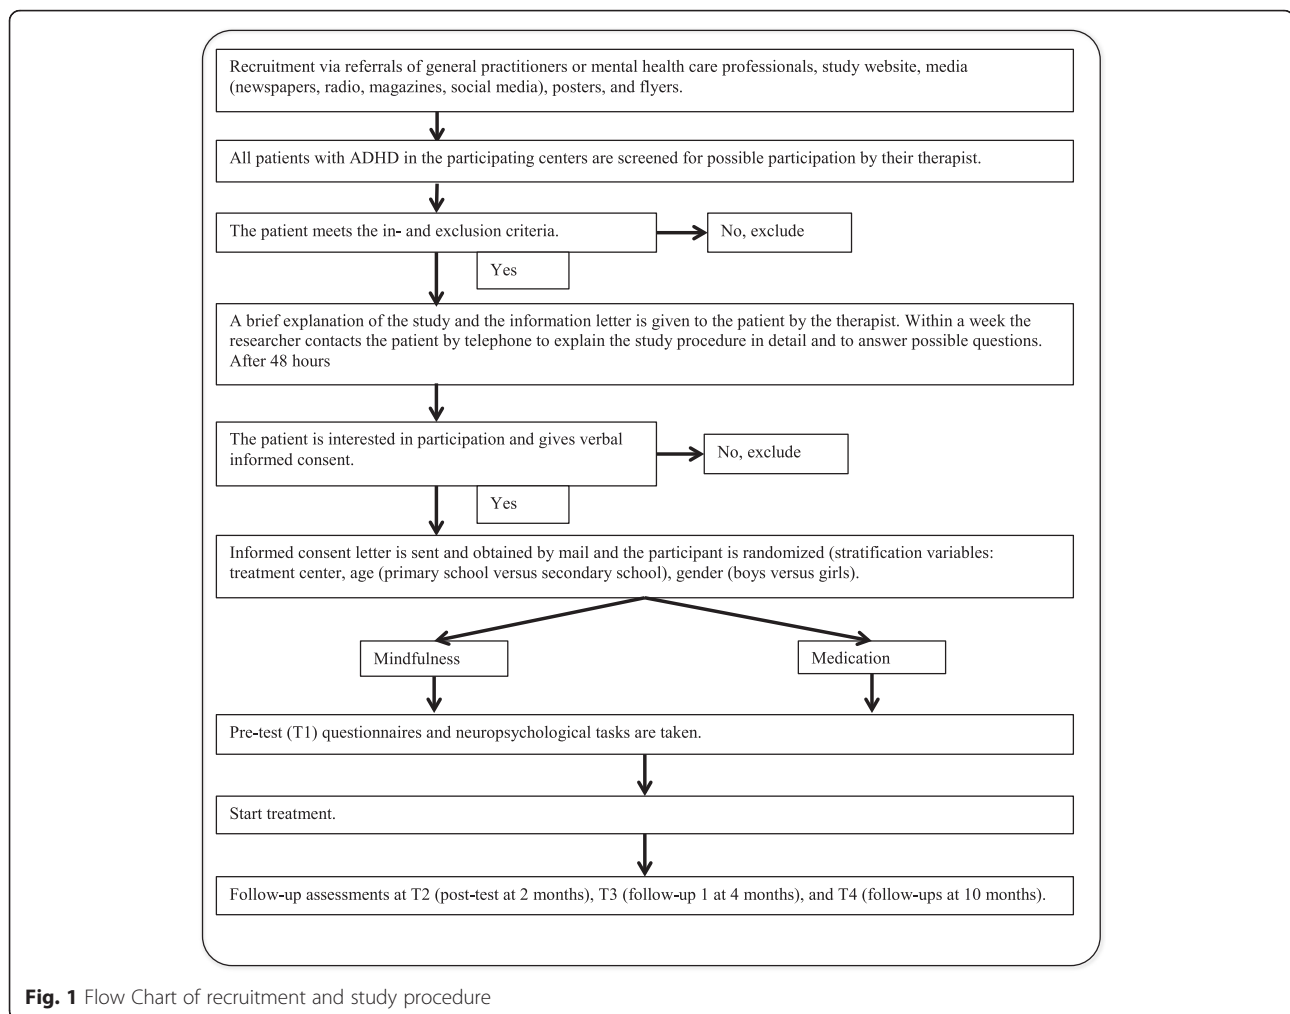 Recruitment via referrals of general practitioners or mental health care professionals, study website, media
(newspapers, radio, magazines, social media), posters, and flyers.
All patients with ADHD in the participating centers are screened for possible participation by their therapist.
The patient meets the in- and exclusion criteria.
No, exclude
Yes
A brief explanation of the study and the information letter is given to the patient by the therapist. Within a week the
researcher contacts the patient by telephone to explain the study procedure in detail and to answer possible questions.
After 48 hours
The patient is interested in participation and gives verbal
informed consent.
No, exclude
Yes
Informed consent letter is sent and obtained by mail and the participant is randomized (stratification variables:
treatment center, age (primary school versus secondary school), gender (boys versus girls).
Mindfulness
Medication
Pre-test (T1) questionnaires and neuropsychological tasks are taken.
Start treatment.
Follow-up assessments at T2 (post-test at 2 months), T3 (follow-up 1 at 4 months), and T4 (follow-ups at 10 months).
Fig. 1 Flow Chart of recruitment and study procedure